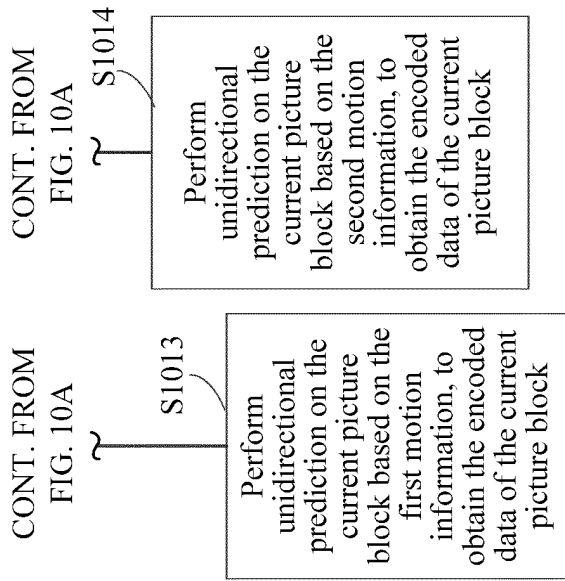 CONT. FROM
FIG. 10A
S1013
Perform
unidirectional
prediction on the
current picture
block based on the
first motion
information, to
obtain the encoded
data of the current
picture block
CONT. FROM
FIG. 10A
S1014
Perform
unidirectional
prediction on the
current picture
block based on the
second motion
information, to
obtain the encoded
data of the current
picture block